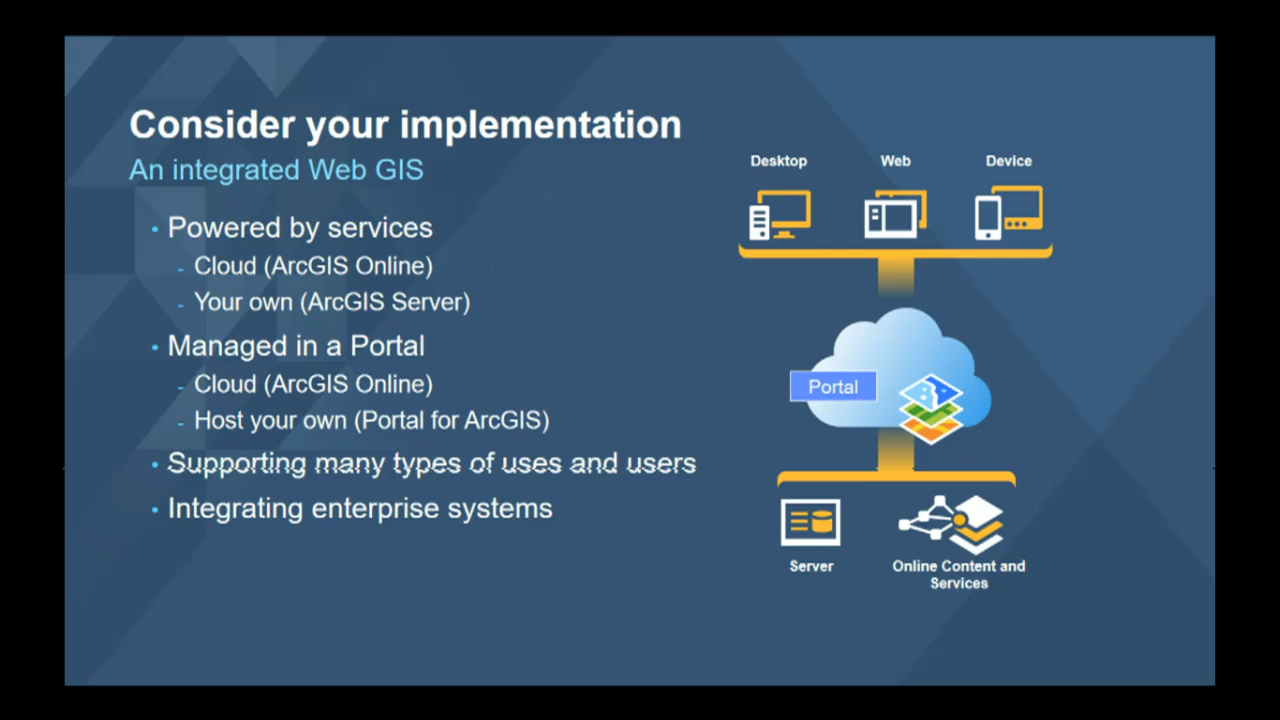 Consider your implementation
An integrated Web GIS
• Powered by services
- Cloud (ArcGIS Online)
- Your own (ArcGIS Server)
• Managed in a Portal
- Cloud (ArcGIS Online)
- Host your own (Portal for ArcGIS)
• Supporting many types of uses and users
• Integrating enterprise systems
Desktop
Web
Device
Portal
Server
Online Content and
Services